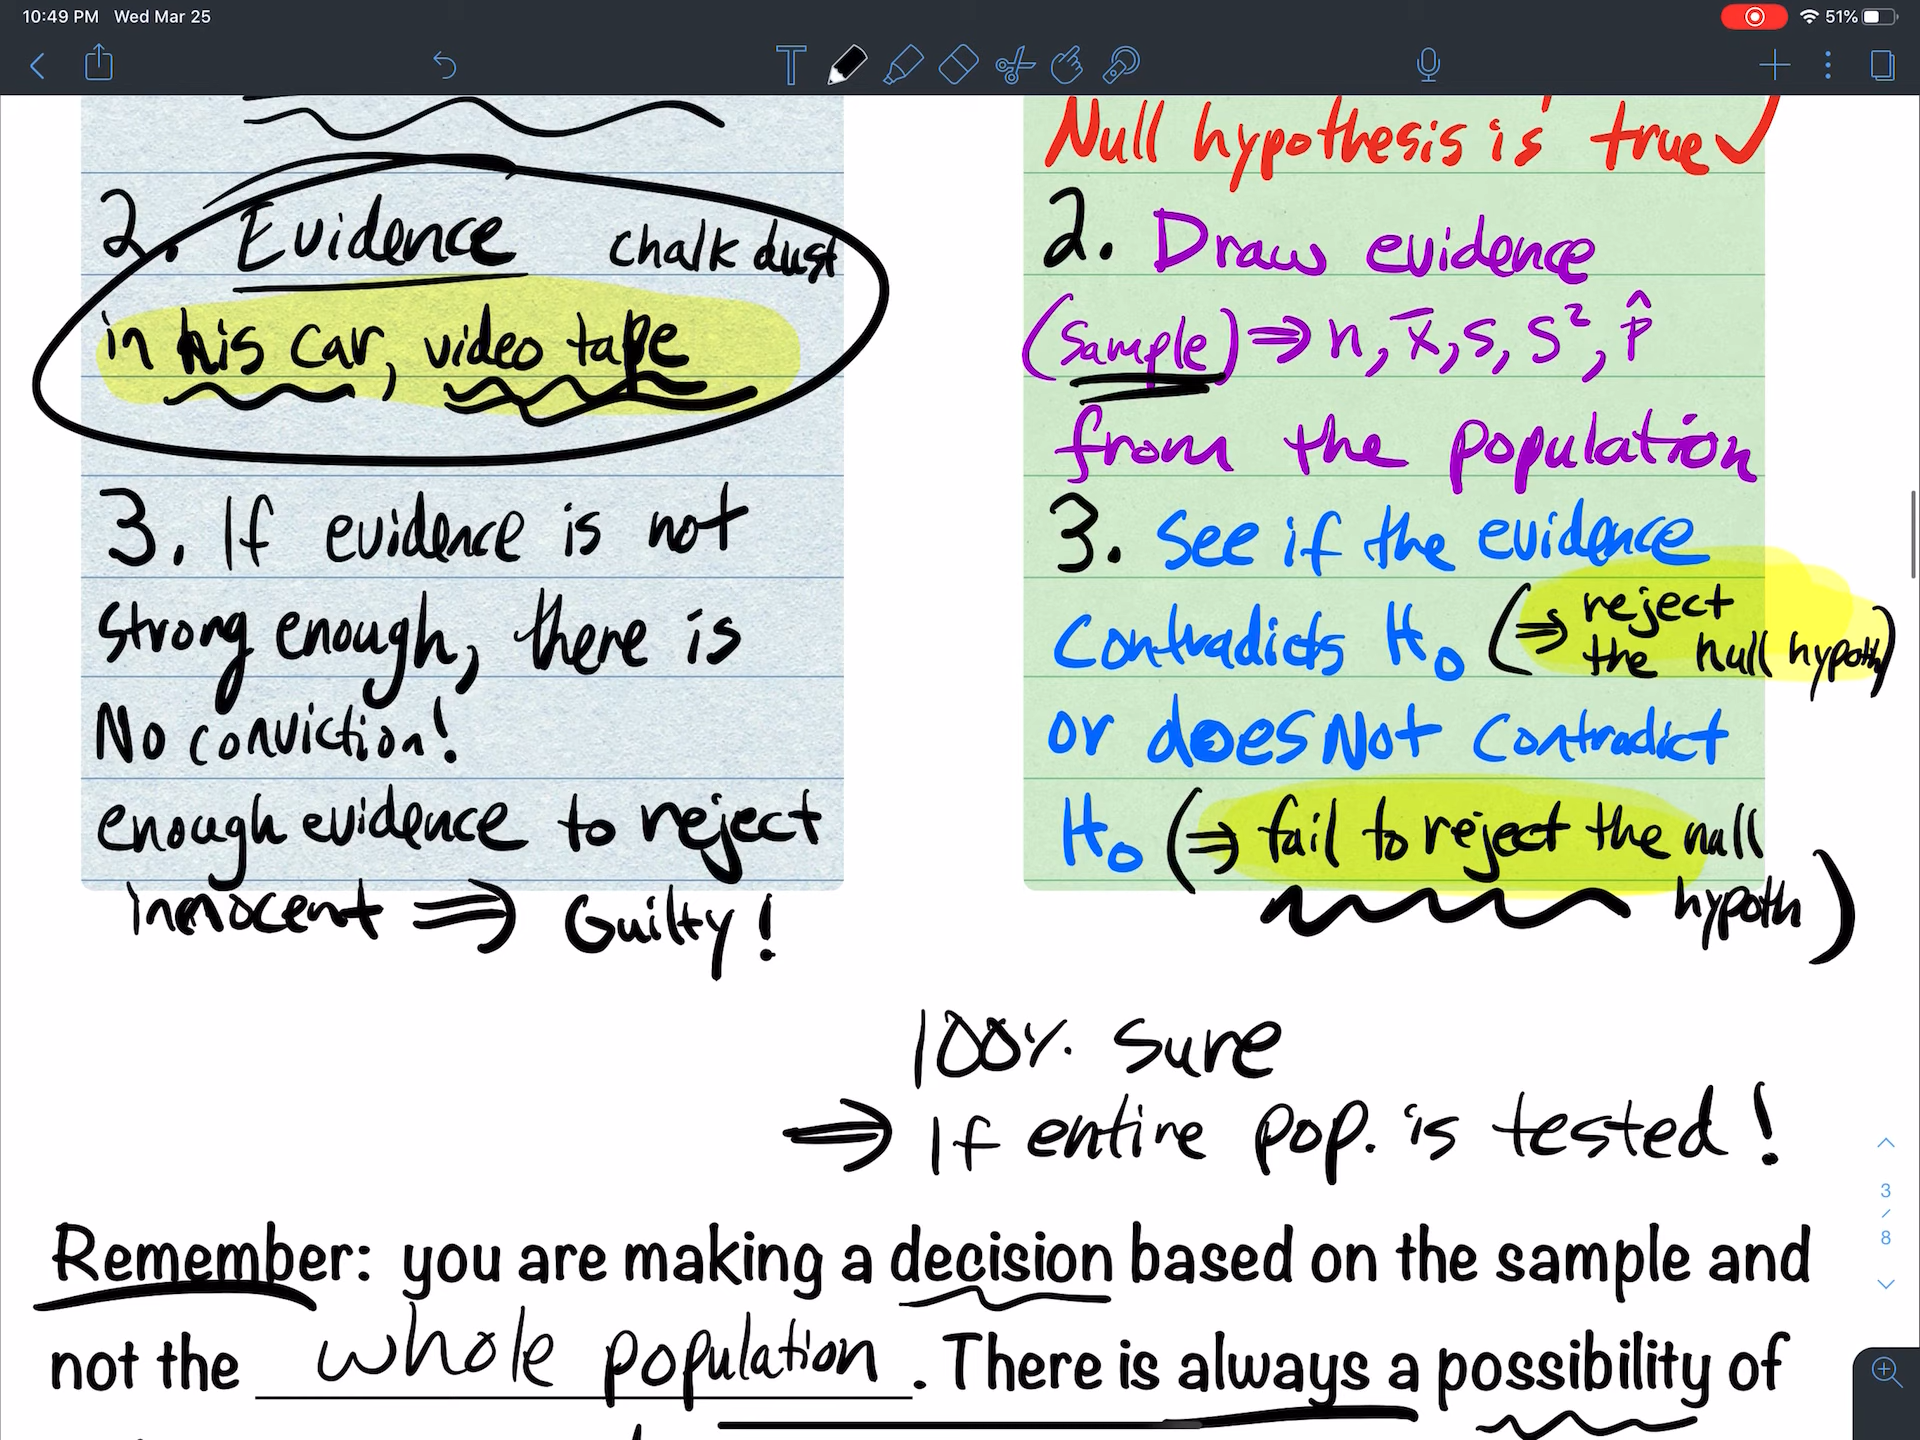 10:49 PM Wed Mar 25
51%
2. Evidence chalk dust
in his car, video tape
3. If evidence is not
strong enough, there is
No conviction!
enough evidence to reject
innocent ⇒ Guilty!
Null hypothesis is true ✓
2. Draw evidence
(Sample) ⇒ n, x̄, s, s², p̂
from the population
3. See if the evidence
Contradicts H₀ (⇒ reject
the null hypoth)
or does Not Contradict
H₀ (⇒ fail to reject the null
hypoth)
100% sure
⇒ If entire pop. is tested!
Remember: you are making a decision based on the sample and
not the whole population. There is always a possibility of
3
/
8